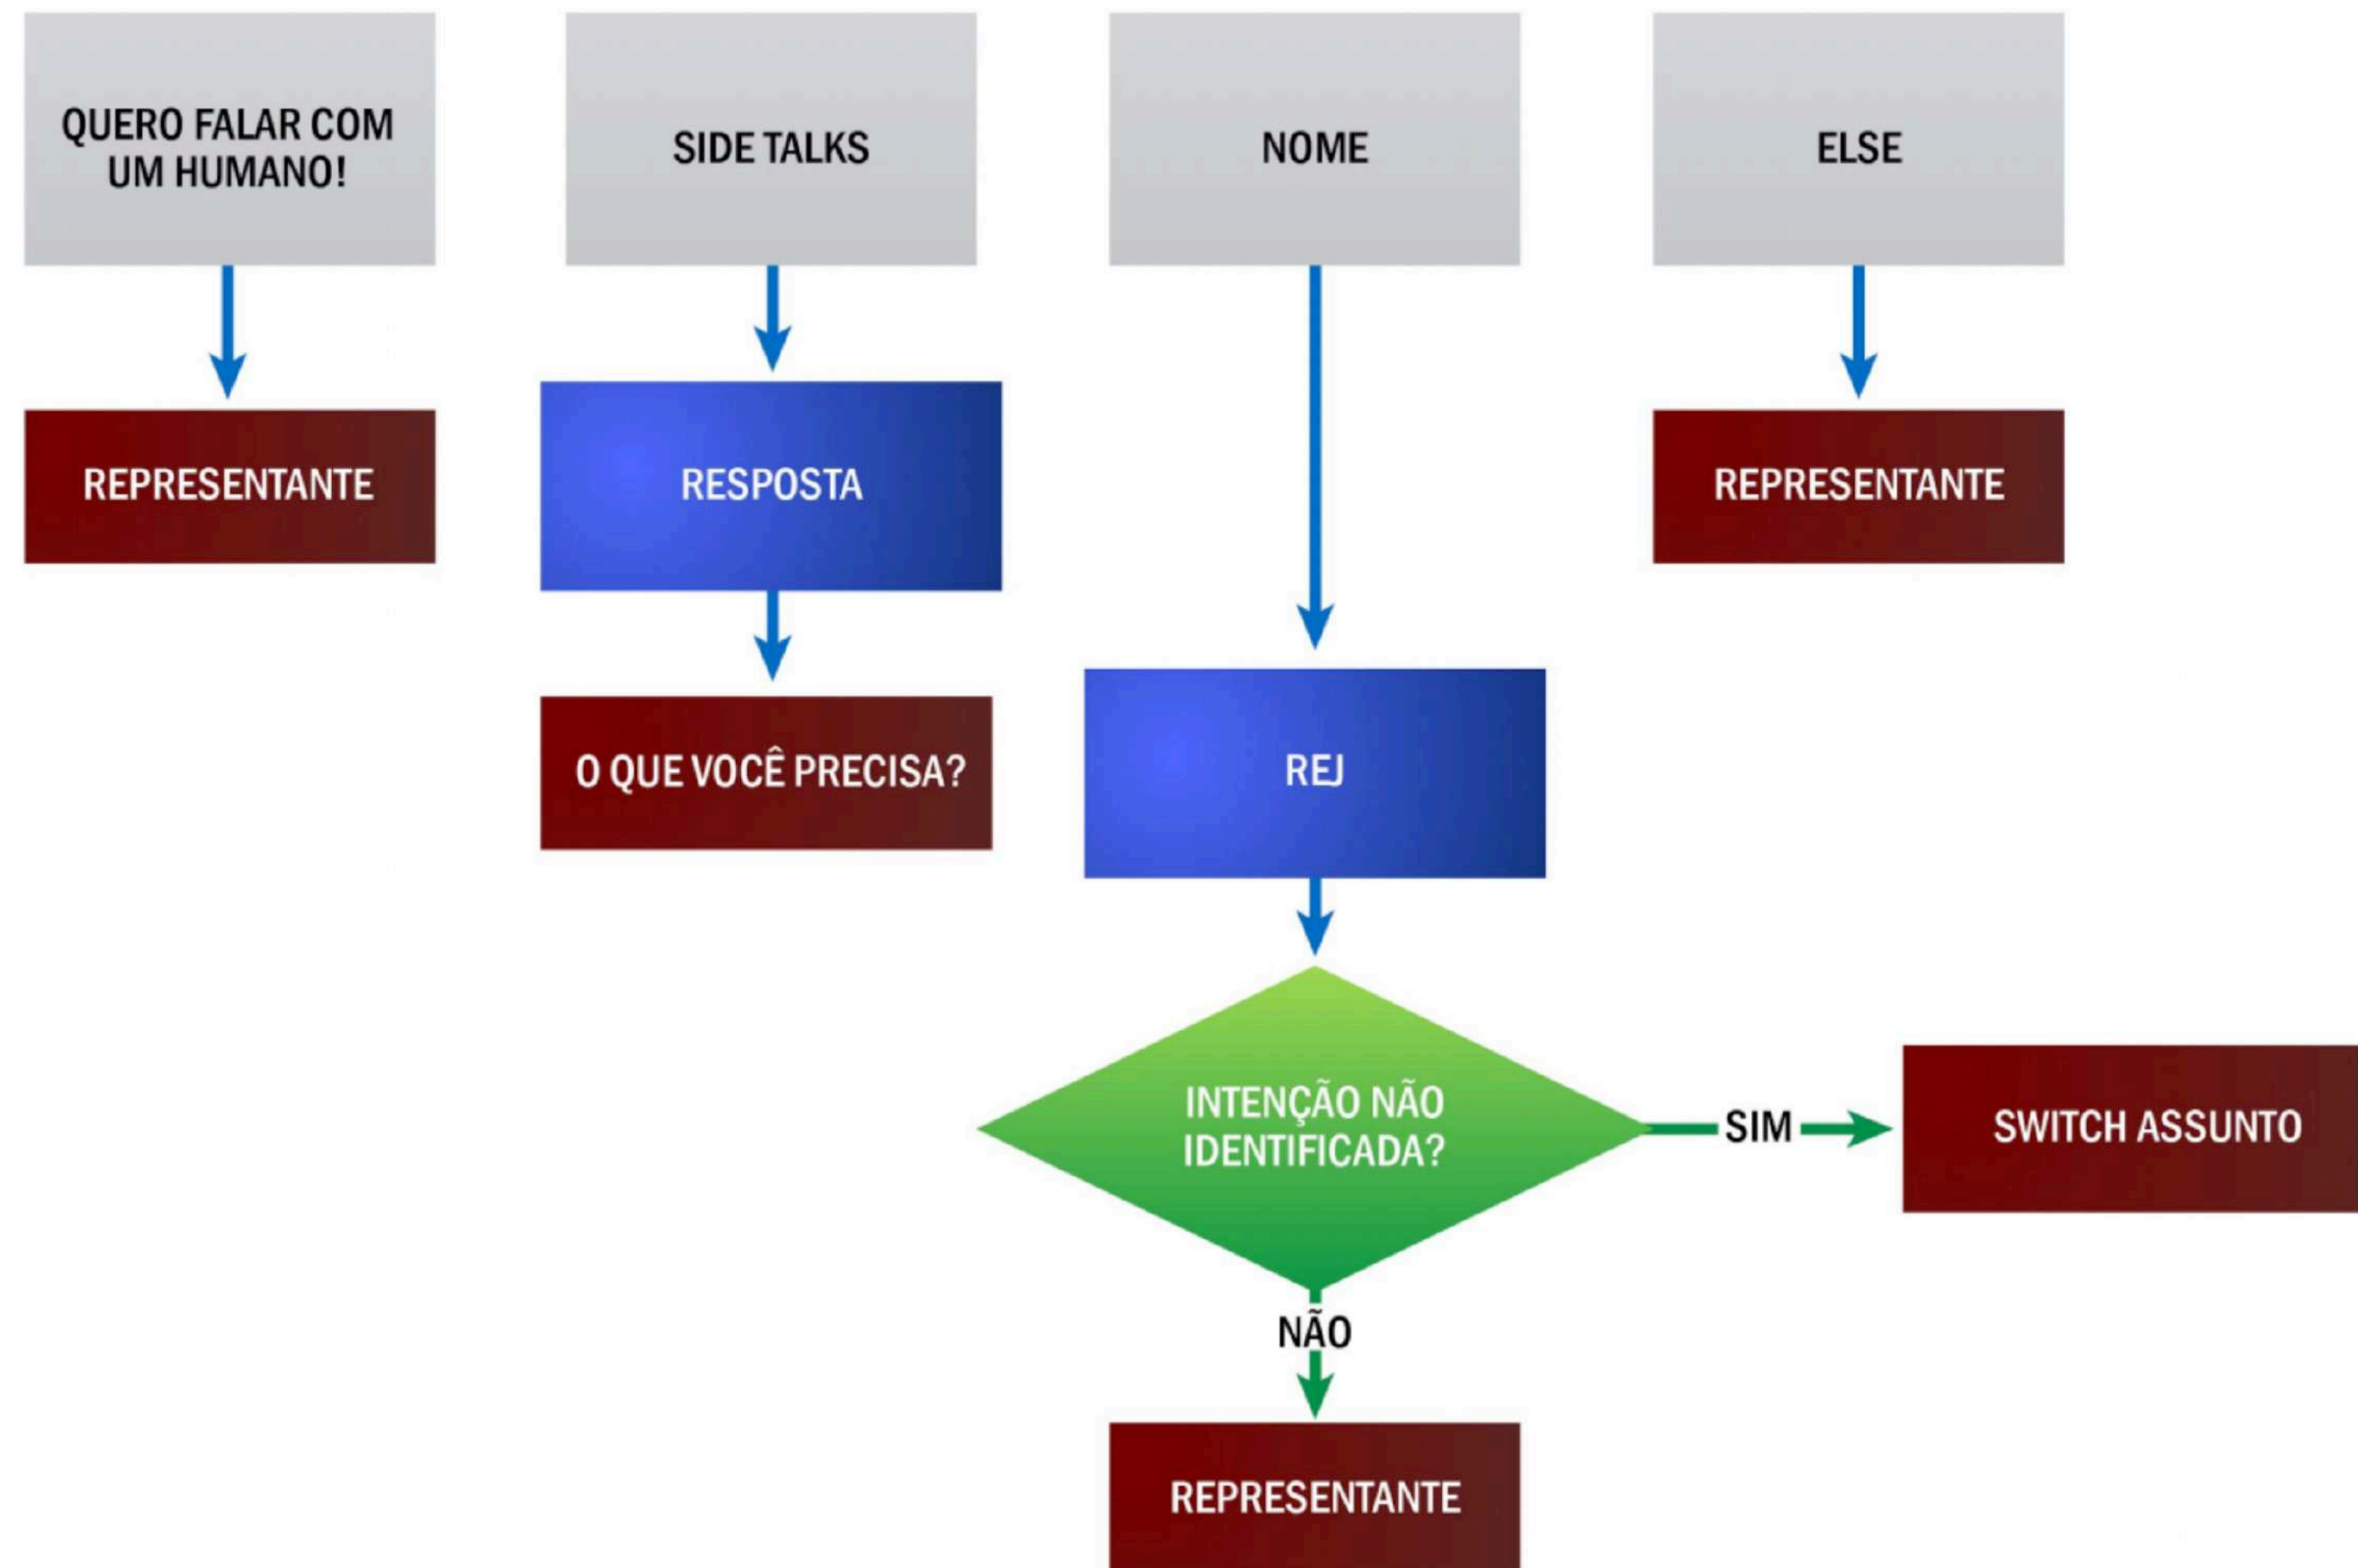 QUERO FALAR COM
UM HUMANO!
SIDE TALKS
NOME
ELSE
REPRESENTANTE
RESPOSTA
REPRESENTANTE
O QUE VOCÊ PRECISA?
REJ
INTENÇÃO NÃO
IDENTIFICADA?
SIM
SWITCH ASSUNTO
NÃO
REPRESENTANTE